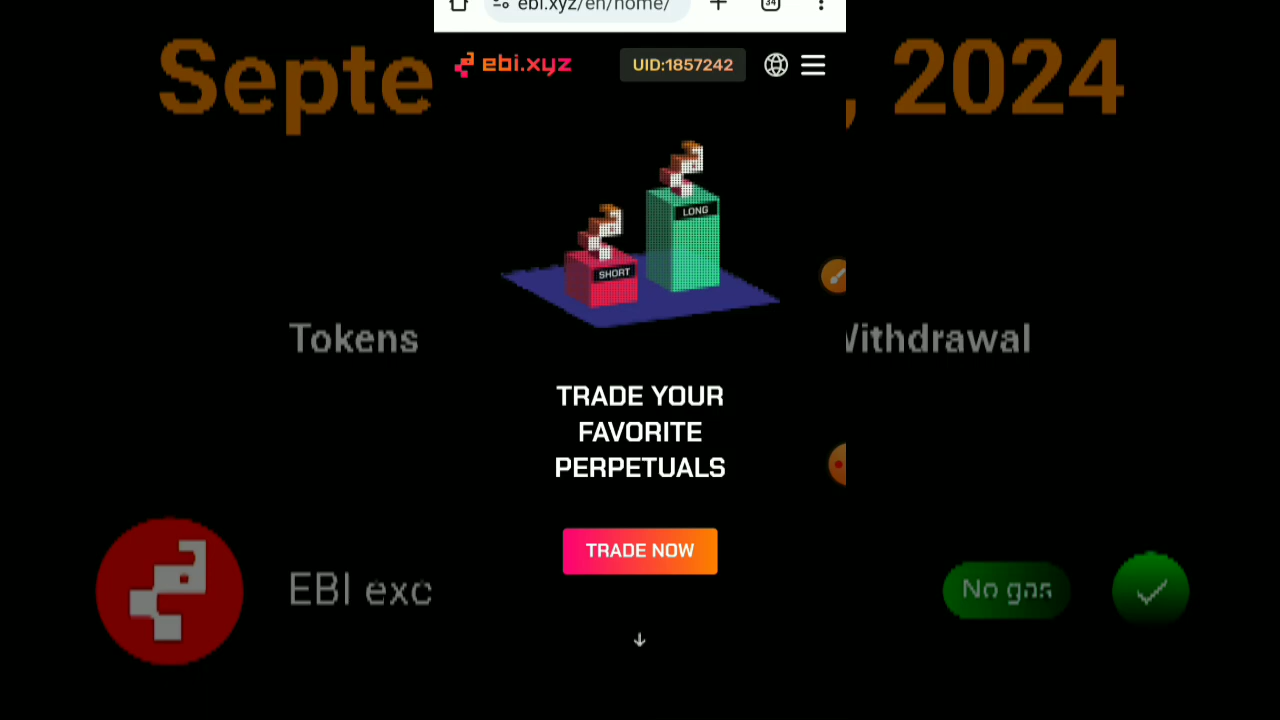 ebi.xyz/en/home/
34
Septe
, 2024
ebi.xyz
UID:1857242
LONG
SHORT
Tokens
Withdrawal
TRADE YOUR
FAVORITE
PERPETUALS
TRADE NOW
EBI exc
No gas